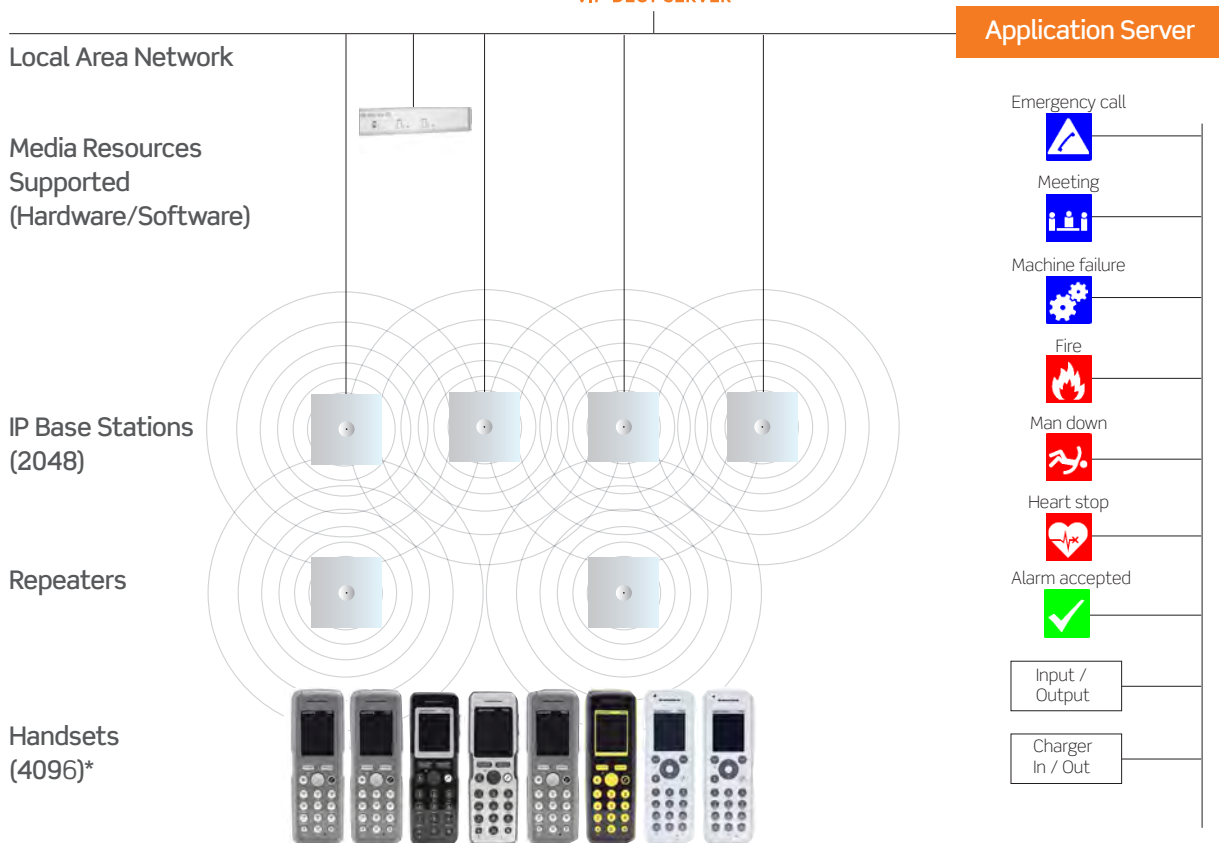 Application Server
Local Area Network
Emergency call
Media Resources
Supported
(Hardware/Software)
Meeting
Machine failure
Fire
IP Base Stations
(2048)
Man down
Heart stop
Repeaters
Alarm accepted
Input /
Output
Handsets
(4096)*
Charger
In / Out